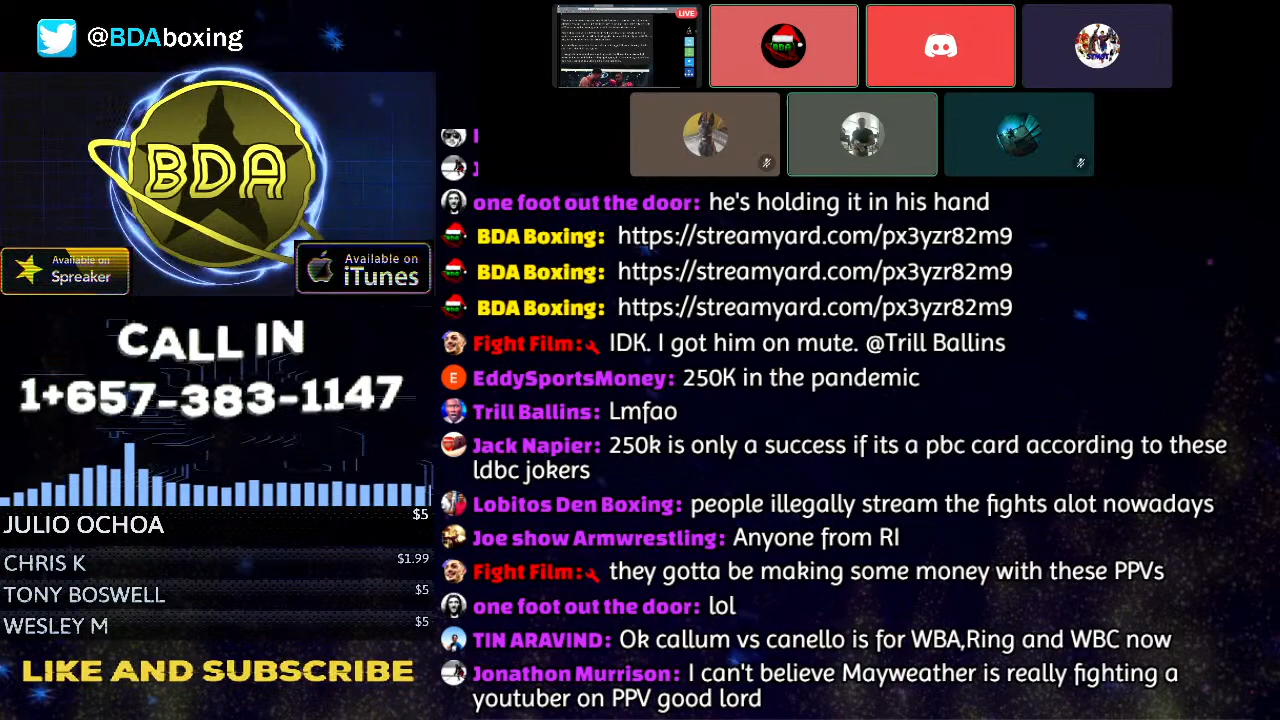 @BDAboxing
LIVE
BDA
Available on
Spreaker
Available on
iTunes
CALL IN
1+657-383-1147
JULIO OCHOA $5
CHRIS K $1.99
TONY BOSWELL $5
WESLEY M $5
LIKE AND SUBSCRIBE
one foot out the door: he's holding it in his hand
BDA Boxing: https://streamyard.com/px3yzr82m9
BDA Boxing: https://streamyard.com/px3yzr82m9
BDA Boxing: https://streamyard.com/px3yzr82m9
Fight Film: IDK. I got him on mute. @Trill Ballins
E EddySportsMoney: 250K in the pandemic
Trill Ballins: Lmfao
Jack Napier: 250k is only a success if its a pbc card according to these
ldbc jokers
Lobitos Den Boxing: people illegally stream the fights alot nowadays
Joe show Armwrestling: Anyone from RI
Fight Film: they gotta be making some money with these PPVs
one foot out the door: lol
TIN ARAVIND: Ok callum vs canello is for WBA,Ring and WBC now
Jonathon Murrison: I can't believe Mayweather is really fighting a
youtuber on PPV good lord